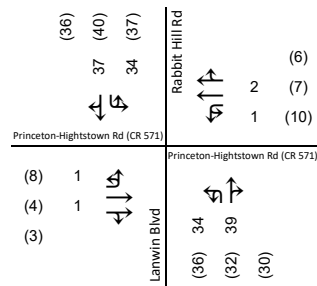 (36) (40) (37)
37 34
Rabbit Hill Rd
(6)
2 (7)
1 (10)
Princeton-Hightstown Rd (CR 571)
Princeton-Hightstown Rd (CR 571)
(8) 1
(4) 1
(3)
Lanwin Blvd
34 39
(36) (32) (30)